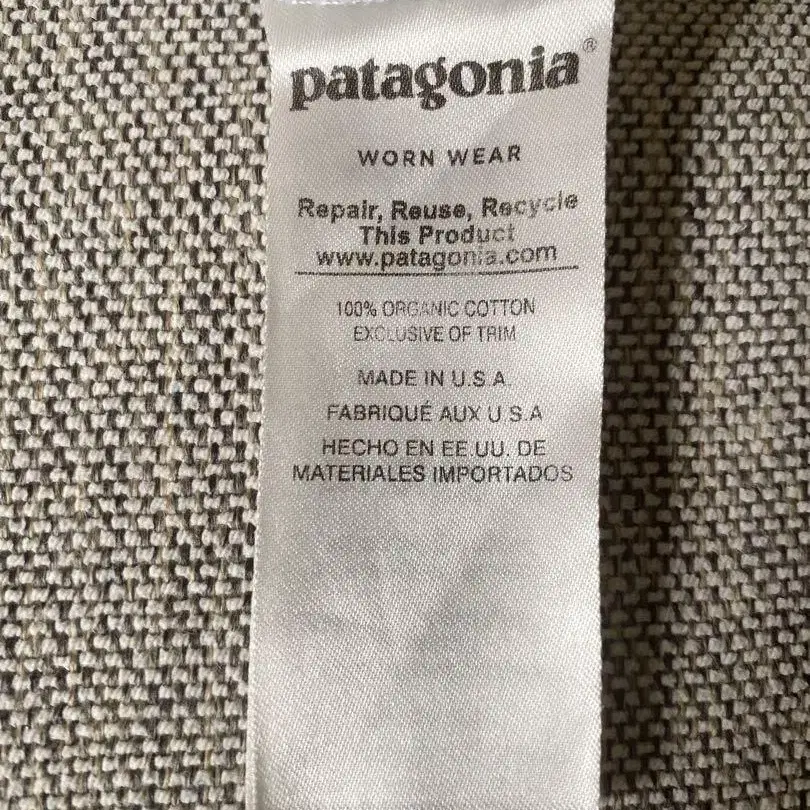 patagonia®
WORN WEAR
Repair, Reuse, Recycle
This Product
www.patagonia.com
100% ORGANIC COTTON
EXCLUSIVE OF TRIM
MADE IN U.S.A.
FABRIQUÉ AUX U.S.A
HECHO EN EE.UU. DE
MATERIALES IMPORTADOS